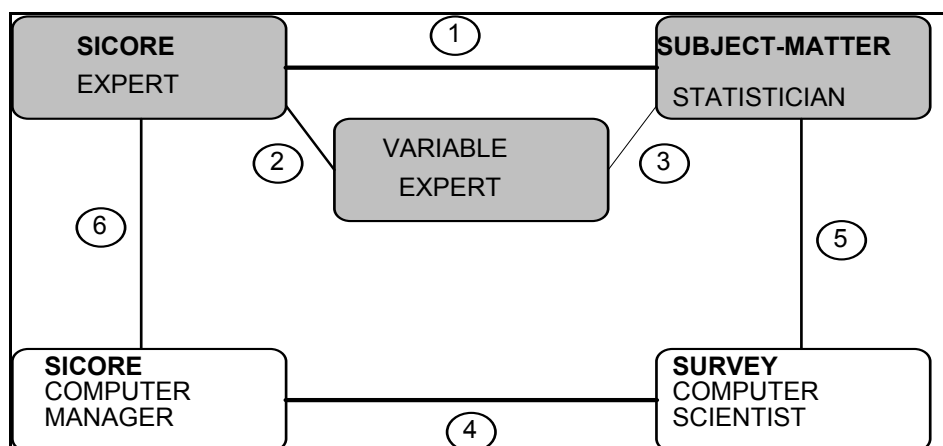 1
SICORE
EXPERT
SUBJECT-MATTER
STATISTICIAN
2
VARIABLE
EXPERT
3
6
5
SICORE
COMPUTER
MANAGER
4
SURVEY
COMPUTER
SCIENTIST